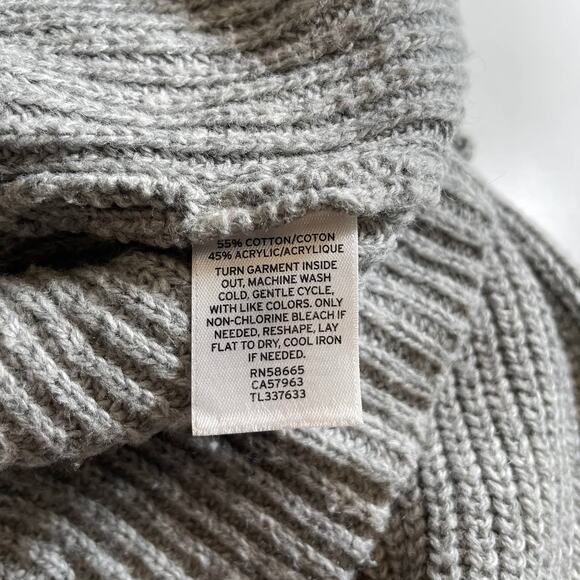 55% COTTON/COTON
45% ACRYLIC/ACRYLIQUE
TURN GARMENT INSIDE
OUT, MACHINE WASH
COLD, GENTLE CYCLE,
WITH LIKE COLORS. ONLY
NON-CHLORINE BLEACH IF
NEEDED, RESHAPE, LAY
FLAT TO DRY, COOL IRON
IF NEEDED.
RN58665
CA57963
TL337633